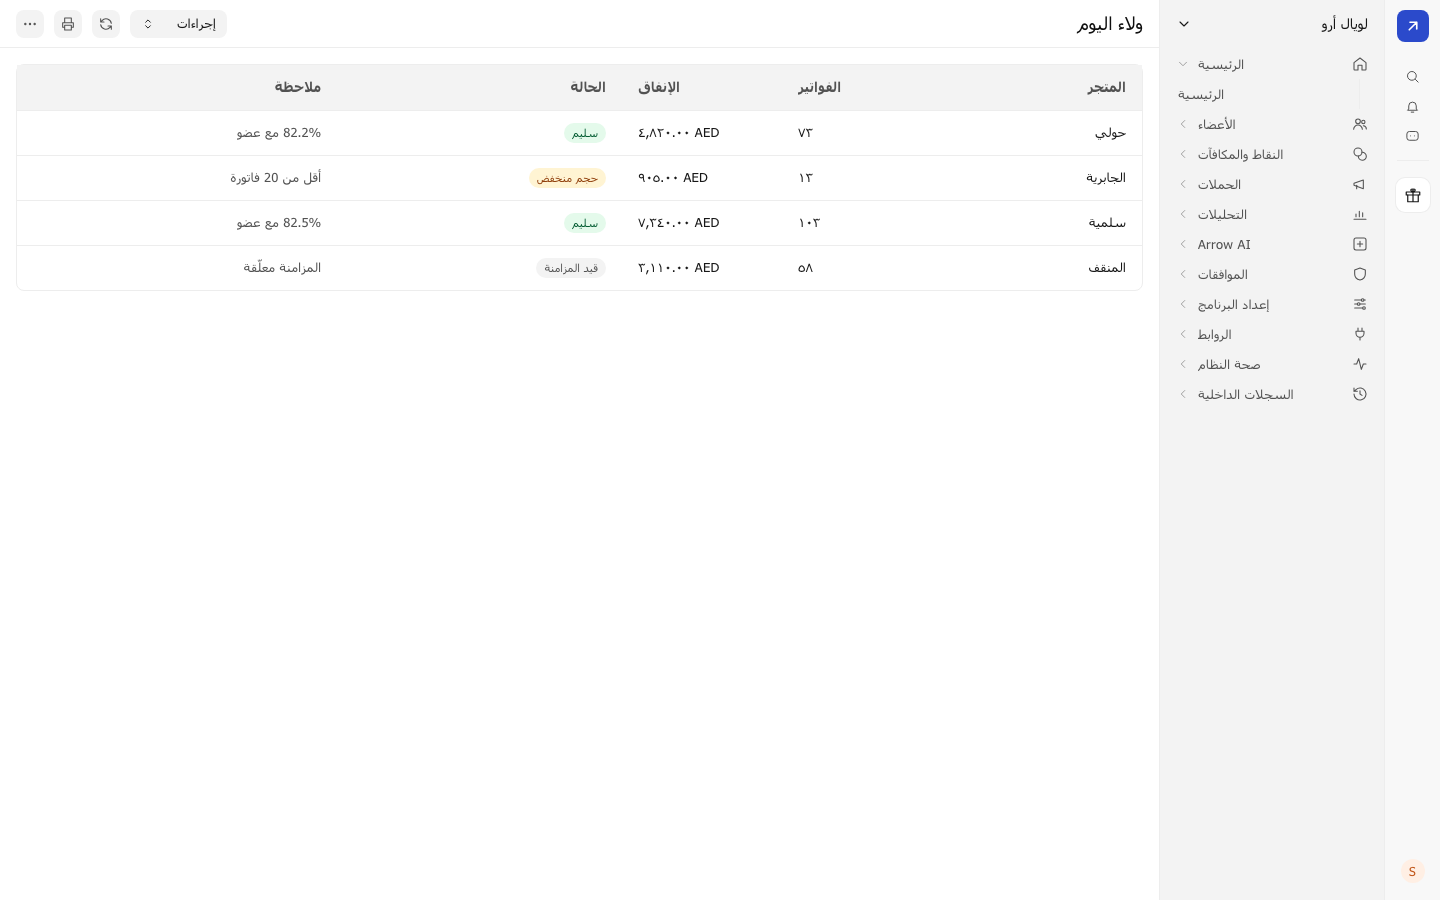 لويال أرو
الرئيسية
الرئيسية
الأعضاء
النقاط والمكافآت
الحملات
التحليلات
Arrow AI
الموافقات
إعداد البرنامج
الروابط
صحة النظام
السجلات الداخلية
S
ولاء اليوم
إجراءات
المتجر الفواتير الإنفاق الحالة ملاحظة
حولي ٧٣ ٤,٨٢٠.٠٠ AED سليم 82.2% مع عضو
الجابرية ١٣ ٩٠٥.٠٠ AED حجم منخفض أقل من 20 فاتورة
سلمية ١٠٣ ٧,٣٤٠.٠٠ AED سليم 82.5% مع عضو
المنقف ٥٨ ٣,١١٠.٠٠ AED قيد المزامنة المزامنة معلّقة